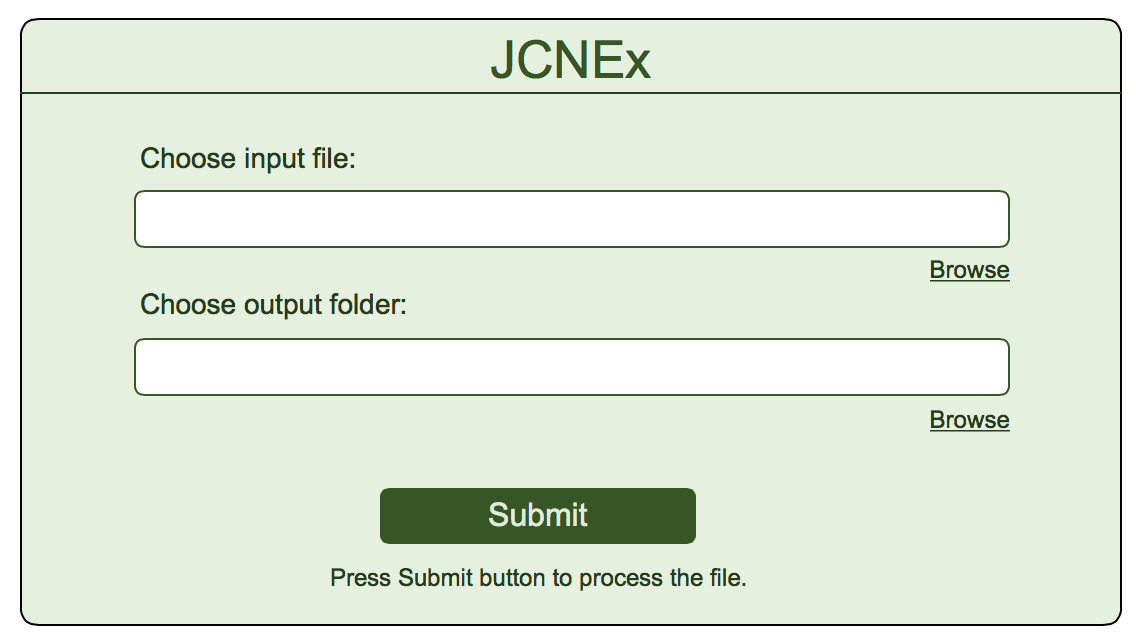 JCNEx
Choose input file:
Browse
Choose output folder:
Browse
Submit
Press Submit button to process the file.